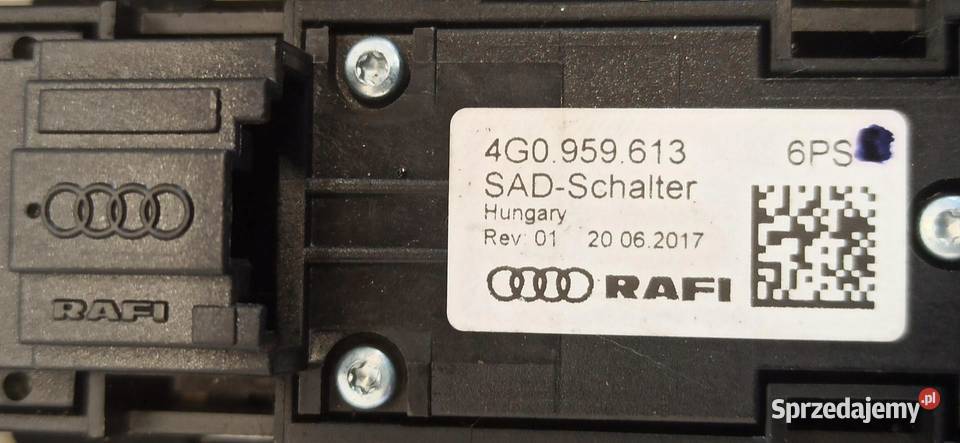 4G0.959.613 6PS
SAD-Schalter
Hungary
Rev: 01 20 06.2017
RAFI
RAFI
Sprzedajemy.pl